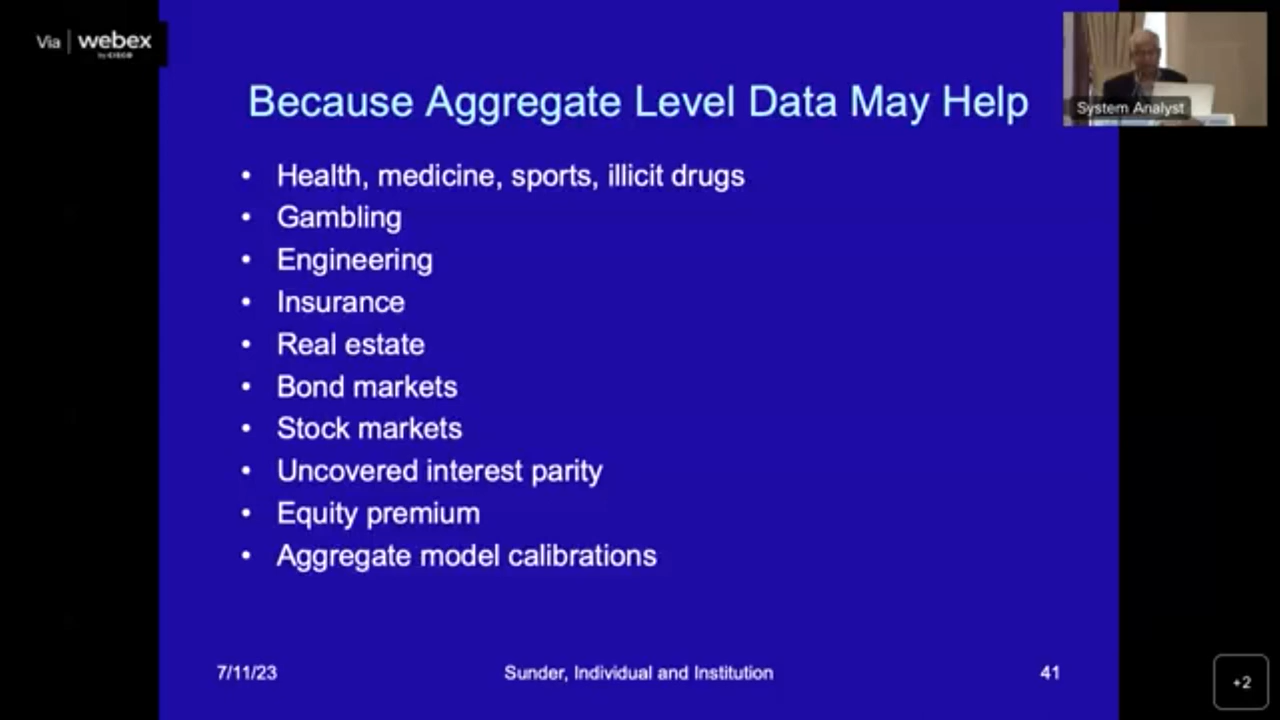 Via | webex
by CISCO
Because Aggregate Level Data May Help
System Analyst
• Health, medicine, sports, illicit drugs
• Gambling
• Engineering
• Insurance
• Real estate
• Bond markets
• Stock markets
• Uncovered interest parity
• Equity premium
• Aggregate model calibrations
7/11/23
Sunder, Individual and Institution
41
+2